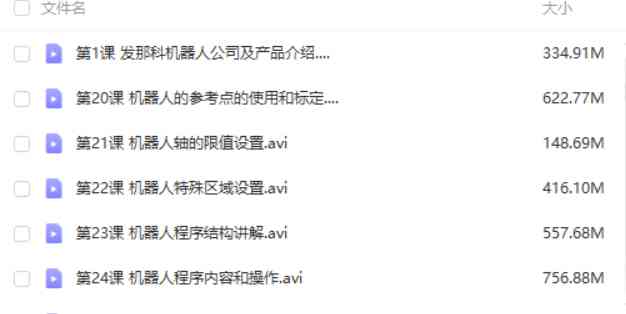 文件名 大小
第1课 发那科机器人公司及产品介绍.... 334.91M
第20课 机器人的参考点的使用和标定.... 622.77M
第21课 机器人轴的限值设置.avi 148.69M
第22课 机器人特殊区域设置.avi 416.10M
第23课 机器人程序结构讲解.avi 557.68M
第24课 机器人程序内容和操作.avi 756.88M